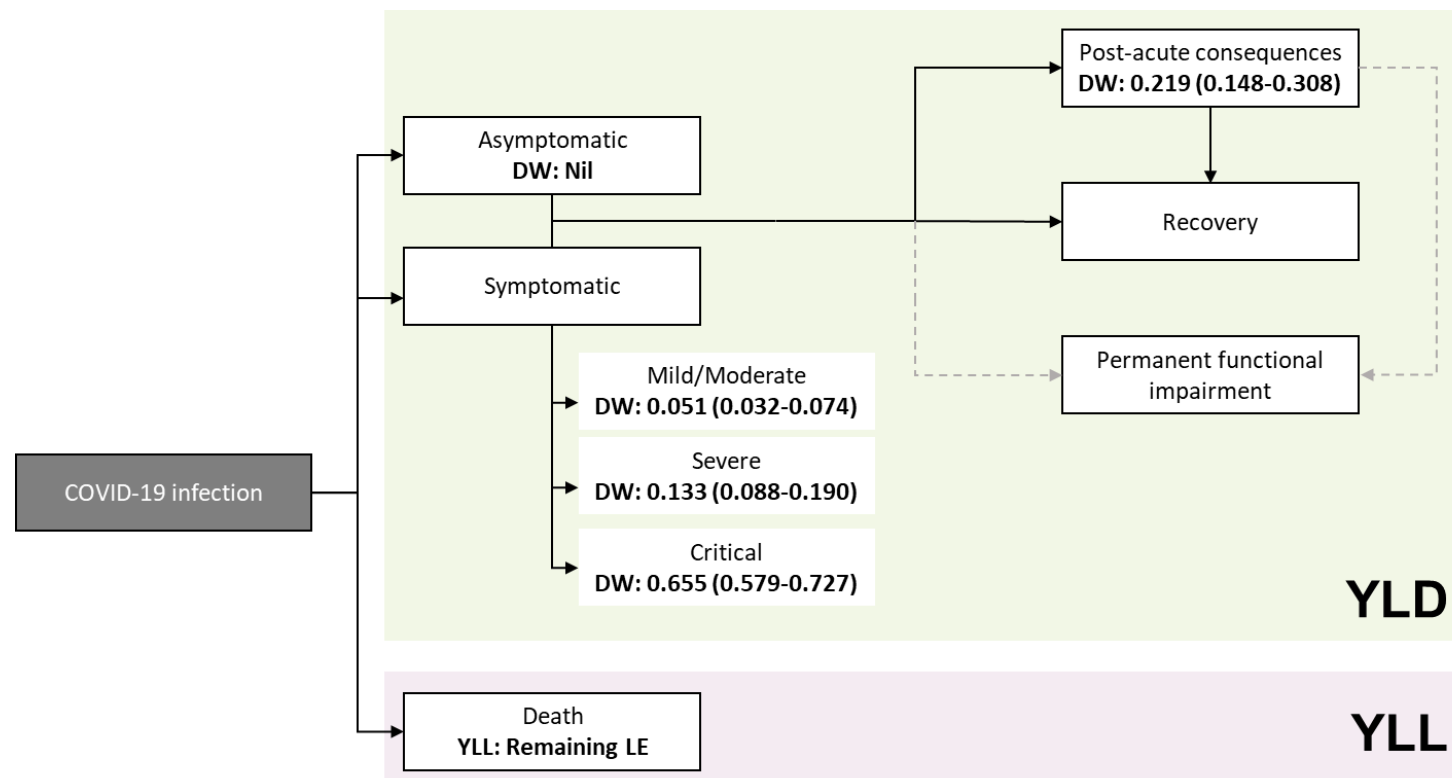 Post-acute consequences
DW: 0.219 (0.148-0.308)
Asymptomatic
DW: Nil
Recovery
Symptomatic
Permanent functional
impairment
Mild/Moderate
DW: 0.051 (0.032-0.074)
Severe
DW: 0.133 (0.088-0.190)
COVID-19 infection
Critical
DW: 0.655 (0.579-0.727)
YLD
Death
YLL: Remaining LE
YLL